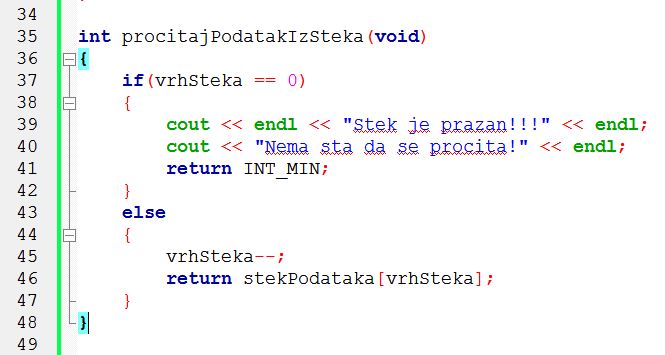 34
35 int procitajPodatakIzSteka(void)
36 {
37 if(vrhSteka == 0)
38 {
39 cout << endl << "Stek je prazan!!!" << endl;
40 cout << "Nema sta da se procita!" << endl;
41 return INT_MIN;
42 }
43 else
44 {
45 vrhSteka--;
46 return stekPodataka[vrhSteka];
47 }
48 }
49